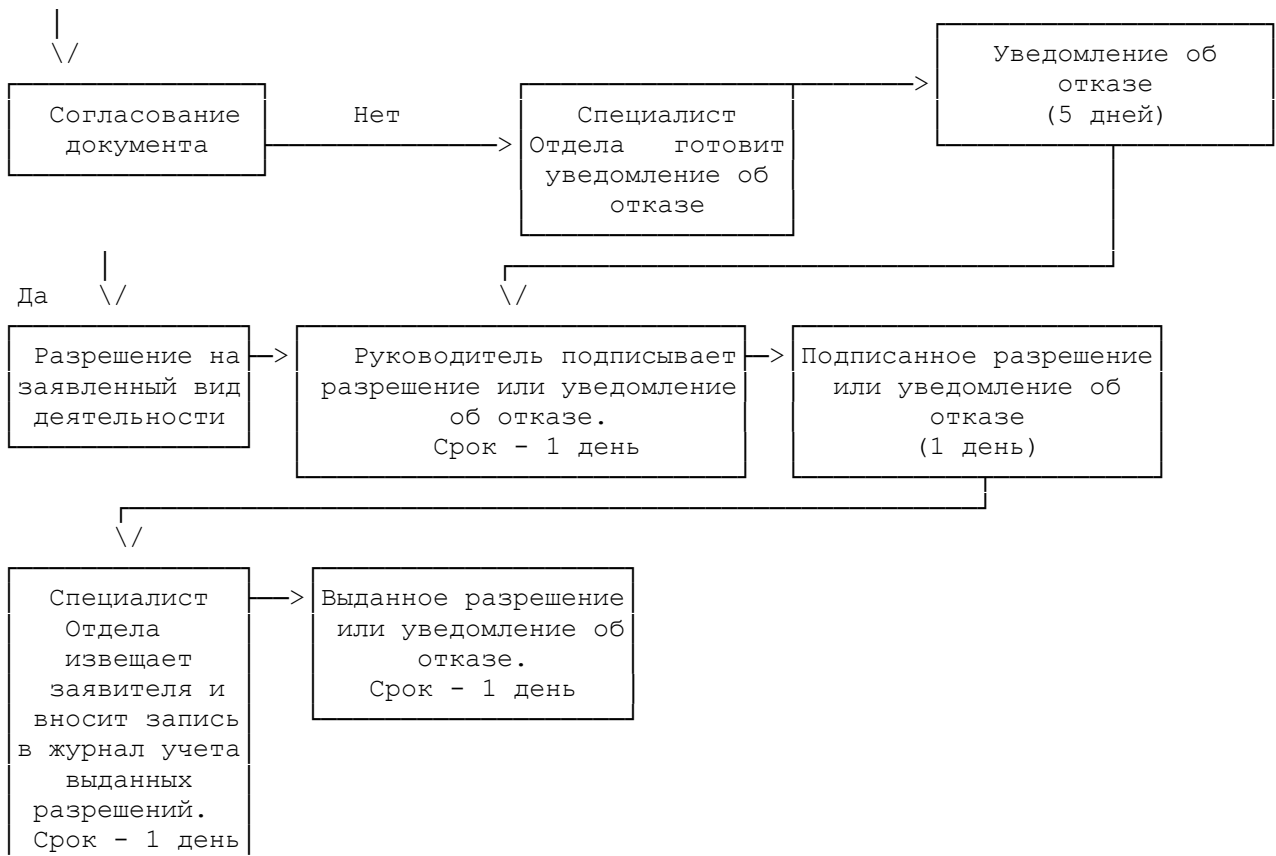 Согласование
документа
Нет
Специалист
Отдела готовит
уведомление об
отказе
Уведомление об
отказе
(5 дней)
Да
Разрешение на
заявленный вид
деятельности
Руководитель подписывает
разрешение или уведомление
об отказе.
Срок - 1 день
Подписанное разрешение
или уведомление об
отказе
(1 день)
Специалист
Отдела
извещает
заявителя и
вносит запись
в журнал учета
выданных
разрешений.
Срок - 1 день
Выданное разрешение
или уведомление об
отказе.
Срок - 1 день